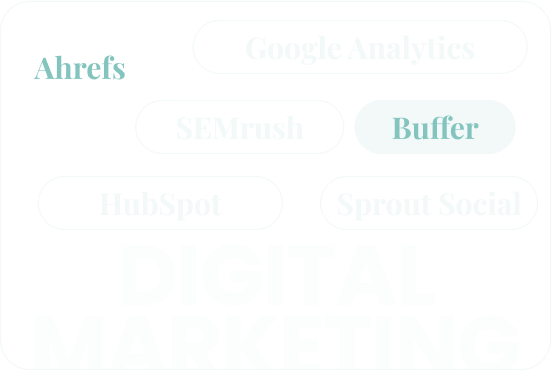 Google Analytics
Ahrefs
SEMrush
Buffer
HubSpot
Sprout Social
DIGITAL
MARKETING